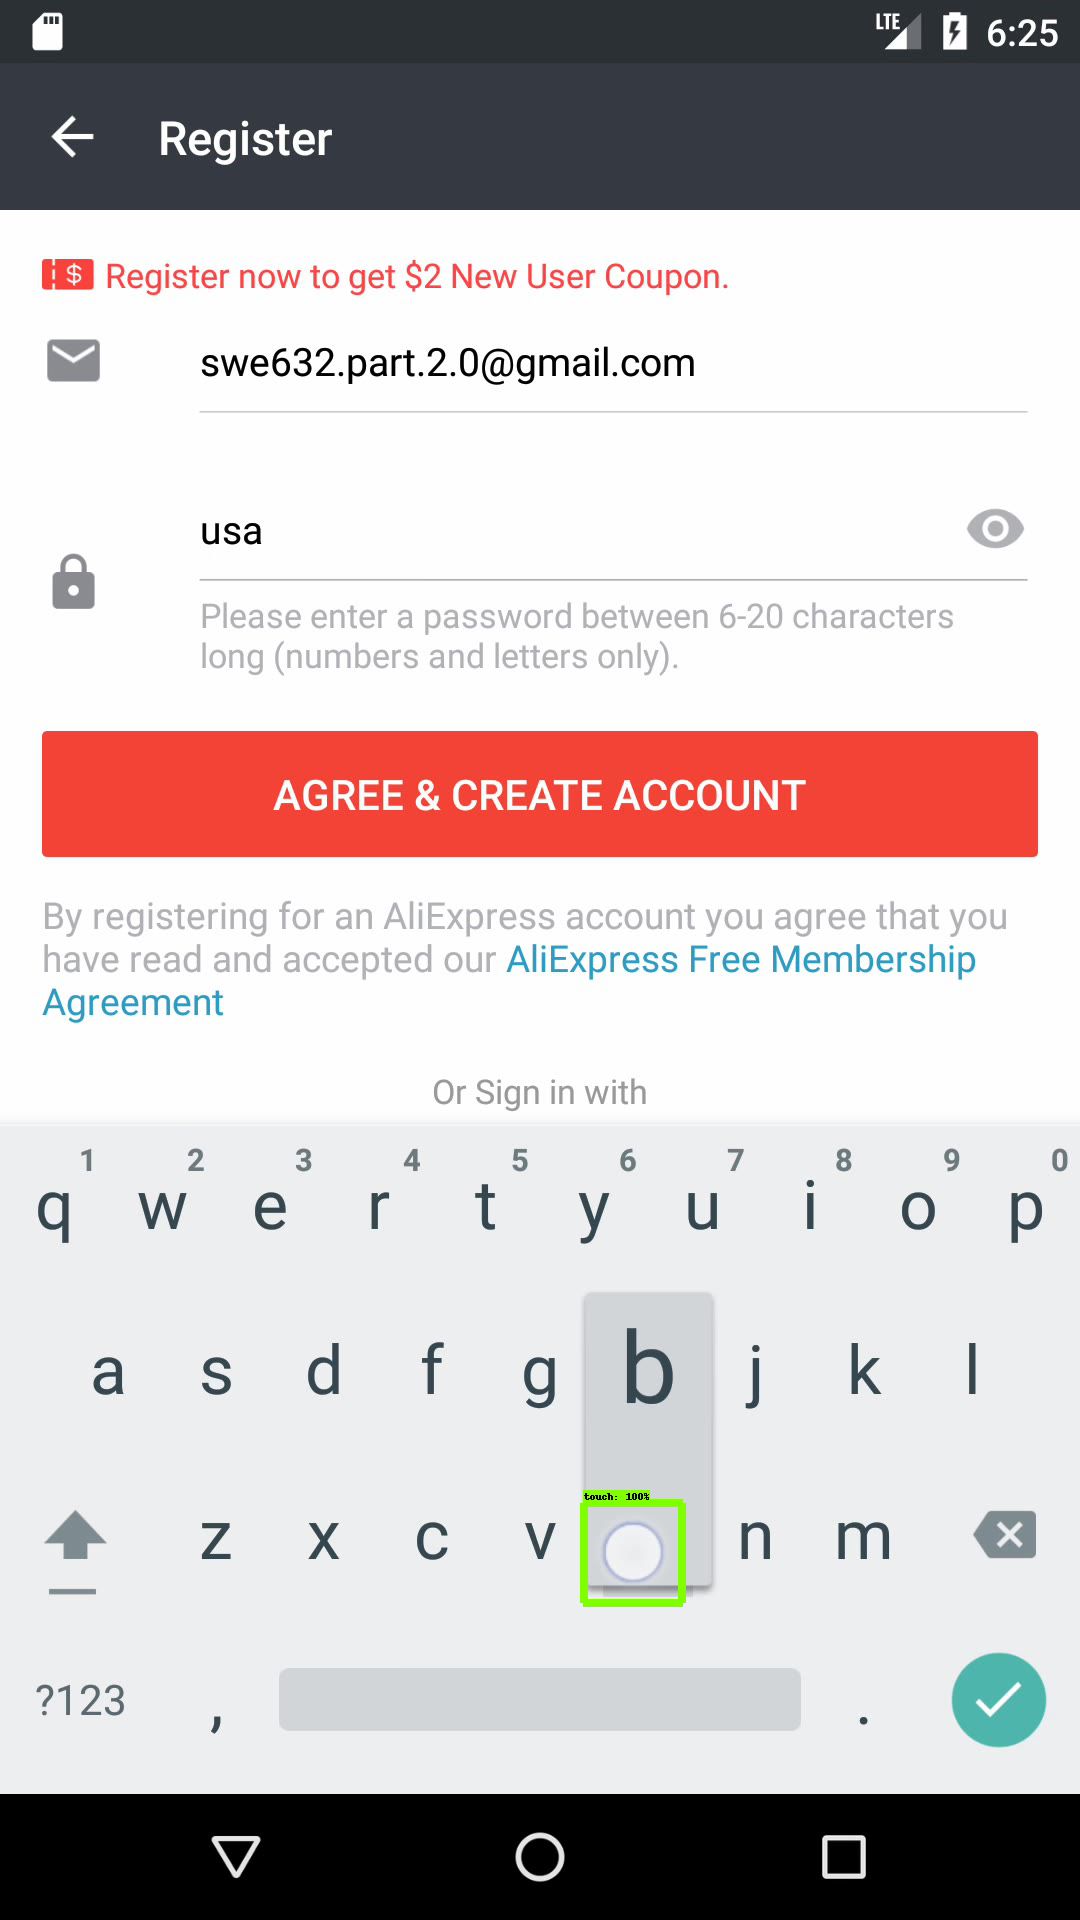 LTE 6:25
Register
$ Register now to get $2 New User Coupon.
swe632.part.2.0@gmail.com
usa
Please enter a password between 6-20 characters
long (numbers and letters only).
AGREE & CREATE ACCOUNT
By registering for an AliExpress account you agree that you
have read and accepted our AliExpress Free Membership
Agreement
Or Sign in with
1 2 3 4 5 6 7 8 9 0
q w e r t y u i o p
a s d f g b j k l
touch: 100%
z x c v n m
?123 , .